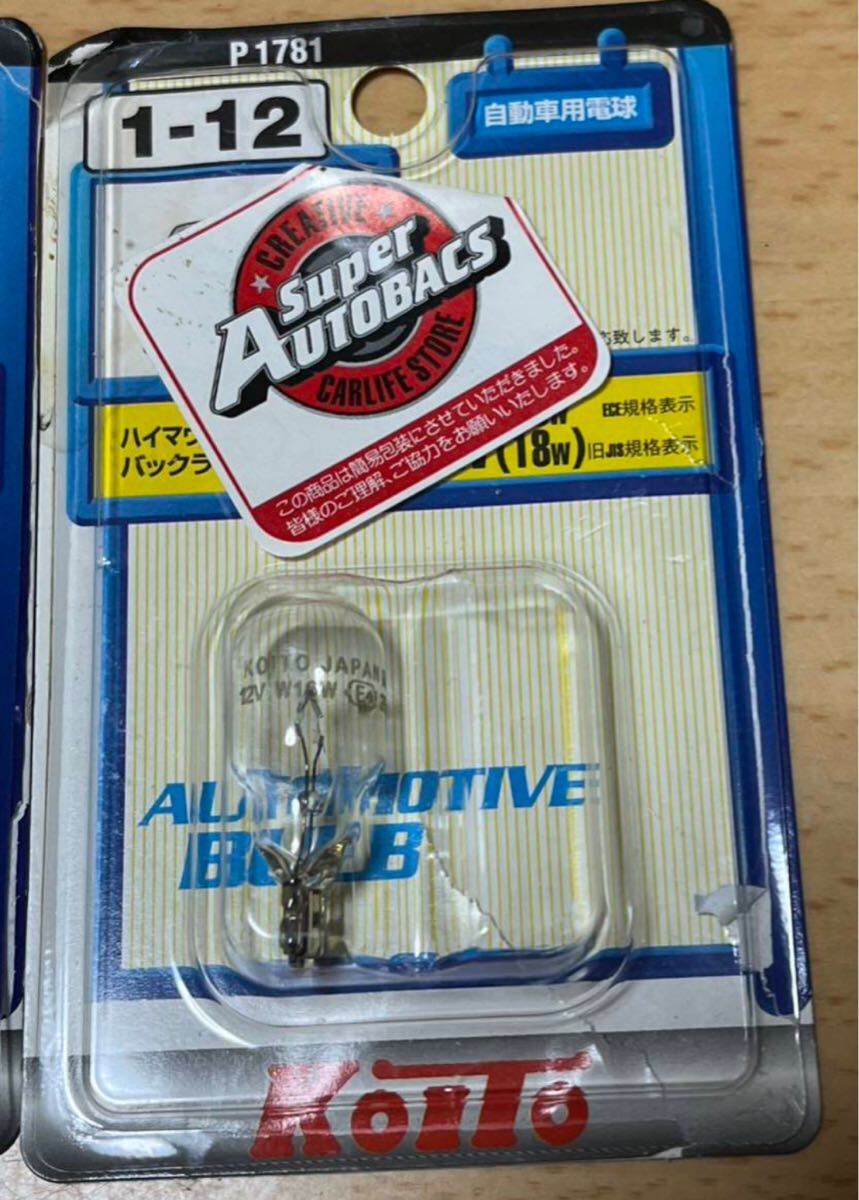 P1781
1-12
自動車用電球
CREATIVE
Super
AUTOBACS
CARLIFE STORE
応致します。
この商品は簡易包装にさせていただきました。
皆様のご理解、ご協力をお願いいたします。
ハイマウ
バックラ
ECE規格表示
(18W)旧JIS規格表示
KOITO JAPAN
12V W16W E4
AUTOMOTIVE
BULB
KOITO